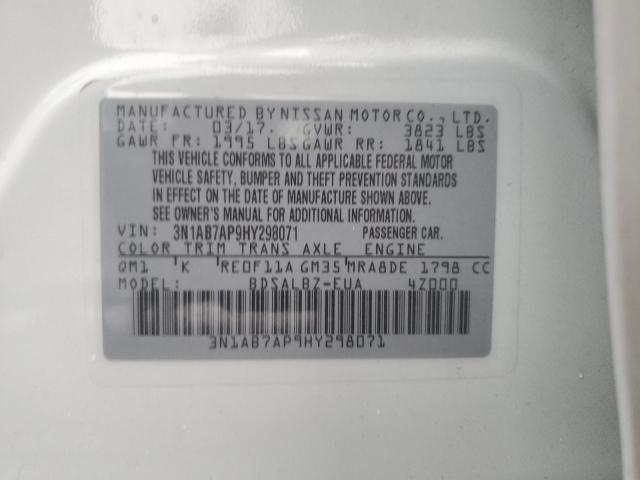 MANUFACTURED BY NISSAN MOTOR CO., LTD.
DATE: 03/17. GVWR: 3823 LBS
GAWR FR: 1995 LBS GAWR RR: 1841 LBS
THIS VEHICLE CONFORMS TO ALL APPLICABLE FEDERAL MOTOR
VEHICLE SAFETY, BUMPER AND THEFT PREVENTION STANDARDS
IN EFFECT ON THE DATE OF MANUFACTURE SHOWN ABOVE.
SEE OWNER'S MANUAL FOR ADDITIONAL INFORMATION.
VIN: 3N1AB7AP9HY298071 PASSENGER CAR.
COLOR TRIM TRANS AXLE ENGINE
QM1 K RE0F11A GM35 MRA8DE 1798 CC
MODEL: BDSALBZ-EUA 4Z000
3N1AB7AP9HY298071